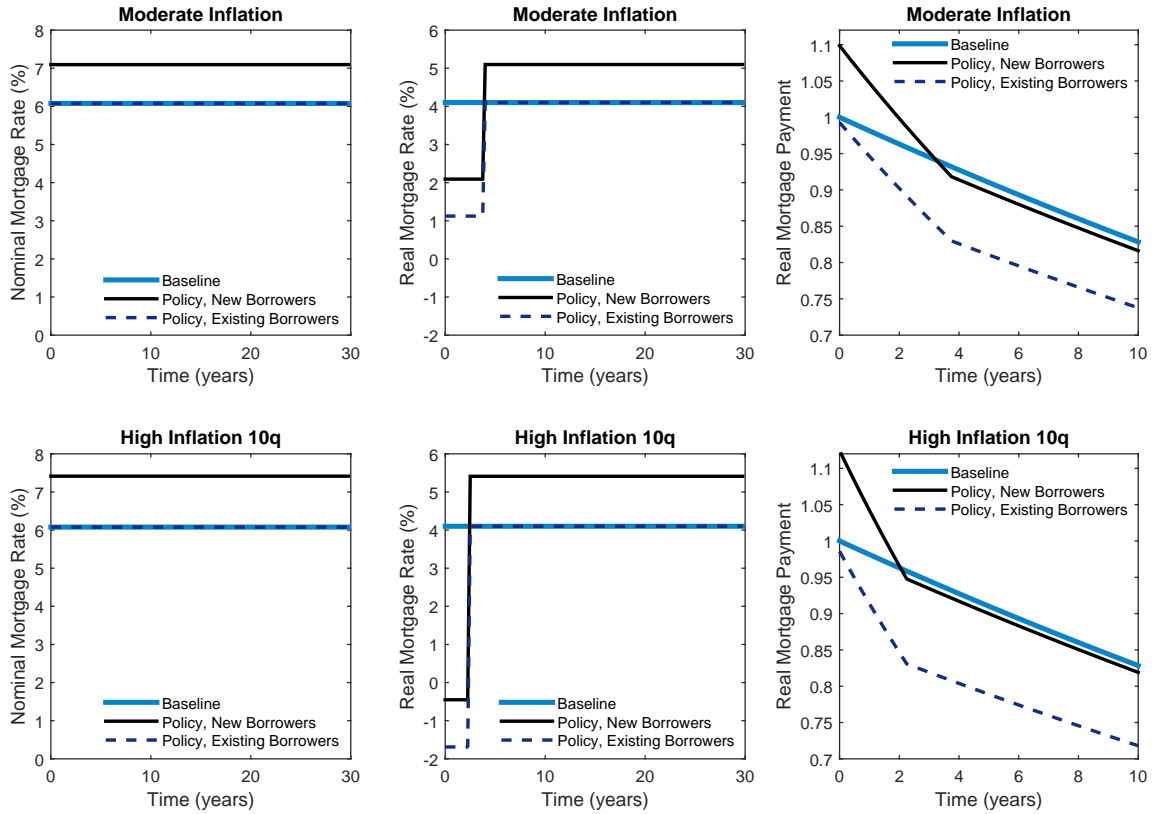 Moderate Inflation
Nominal Mortgage Rate (%)
8
7
6
5
4
3
2
1
0
Baseline
Policy, New Borrowers
Policy, Existing Borrowers
0 10 20 30
Time (years)
Moderate Inflation
Real Mortgage Rate (%)
6
5
4
3
2
1
0
-1
-2
Baseline
Policy, New Borrowers
Policy, Existing Borrowers
0 10 20 30
Time (years)
Moderate Inflation
Real Mortgage Payment
1.1
1.05
1
0.95
0.9
0.85
0.8
0.75
0.7
Baseline
Policy, New Borrowers
Policy, Existing Borrowers
0 2 4 6 8 10
Time (years)
High Inflation 10q
Nominal Mortgage Rate (%)
8
7
6
5
4
3
2
1
0
Baseline
Policy, New Borrowers
Policy, Existing Borrowers
0 10 20 30
Time (years)
High Inflation 10q
Real Mortgage Rate (%)
6
5
4
3
2
1
0
-1
-2
Baseline
Policy, New Borrowers
Policy, Existing Borrowers
0 10 20 30
Time (years)
High Inflation 10q
Real Mortgage Payment
1.1
1.05
1
0.95
0.9
0.85
0.8
0.75
0.7
Baseline
Policy, New Borrowers
Policy, Existing Borrowers
0 2 4 6 8 10
Time (years)